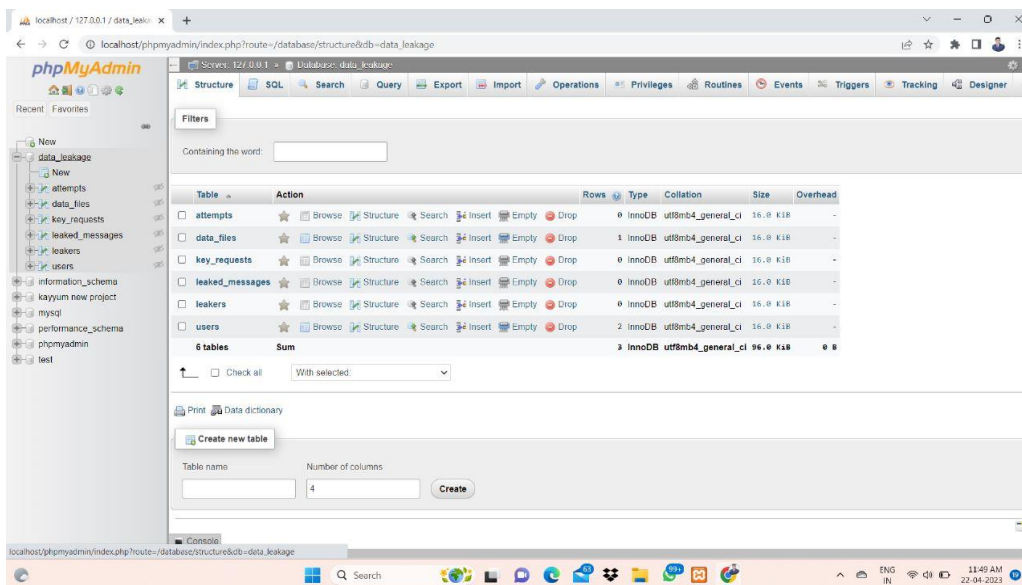 localhost / 127.0.0.1 / data_leaka
localhost/phpmyadmin/index.php?route=/database/structure&db=data_leakage
phpMyAdmin
Recent Favorites
New
data_leakage
New
attempts
data_files
key_requests
leaked_messages
leakers
users
information_schema
kayyum new project
mysql
performance_schema
phpmyadmin
test
Server: 127.0.0.1 » Database: data_leakage
Structure SQL Search Query Export Import Operations Privileges Routines Events Triggers Tracking Designer
Filters
Containing the word:
Table Action Rows Type Collation Size Overhead
attempts Browse Structure Search Insert Empty Drop 0 InnoDB utf8mb4_general_ci 16.0 KiB -
data_files Browse Structure Search Insert Empty Drop 1 InnoDB utf8mb4_general_ci 16.0 KiB -
key_requests Browse Structure Search Insert Empty Drop 0 InnoDB utf8mb4_general_ci 16.0 KiB -
leaked_messages Browse Structure Search Insert Empty Drop 0 InnoDB utf8mb4_general_ci 16.0 KiB -
leakers Browse Structure Search Insert Empty Drop 0 InnoDB utf8mb4_general_ci 16.0 KiB -
users Browse Structure Search Insert Empty Drop 2 InnoDB utf8mb4_general_ci 16.0 KiB -
6 tables Sum 3 InnoDB utf8mb4_general_ci 96.0 KiB 0 B
Check all With selected:
Print Data dictionary
Create new table
Table name Number of columns
4 Create
Console
localhost/phpmyadmin/index.php?route=/database/structure&db=data_leakage
Search 63 99+ ENG IN 11:49 AM 22-04-2023